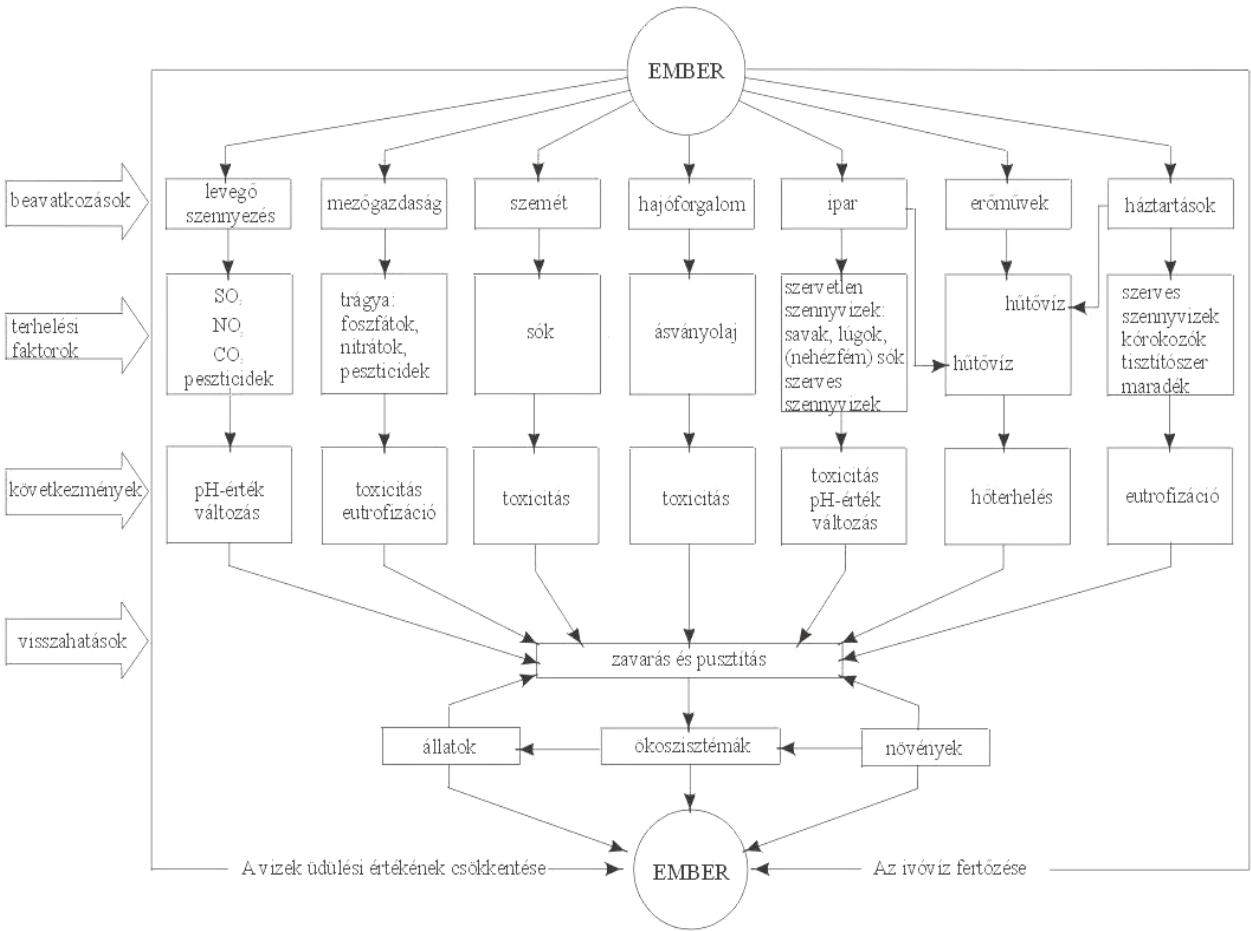 EMBER
beavatkozások
levegő
szennyezés
mezőgazdaság
szemét
hajóforgalom
ipar
erőművek
háztartások
terhelési
faktorok
SO₂
NO₂
CO₂
peszticidek
trágya:
foszfátok,
nitrátok,
peszticidek
sók
ásványolaj
szervetlen
szennyvizek:
savak, lúgok,
(nehézfém) sók
szerves
szennyvizek
hűtővíz
hűtővíz
szerves
szennyvizek
kórokozók
tisztítószer
maradék
következmények
pH-érték
változás
toxicitás
eutrofizáció
toxicitás
toxicitás
toxicitás
pH-érték
változás
hőterhelés
eutrofizáció
visszahatások
zavarás és pusztítás
állatok
ökoszisztémák
növények
A vizek üdülési értékének csökkentése
EMBER
Az ivóvíz fertőzése